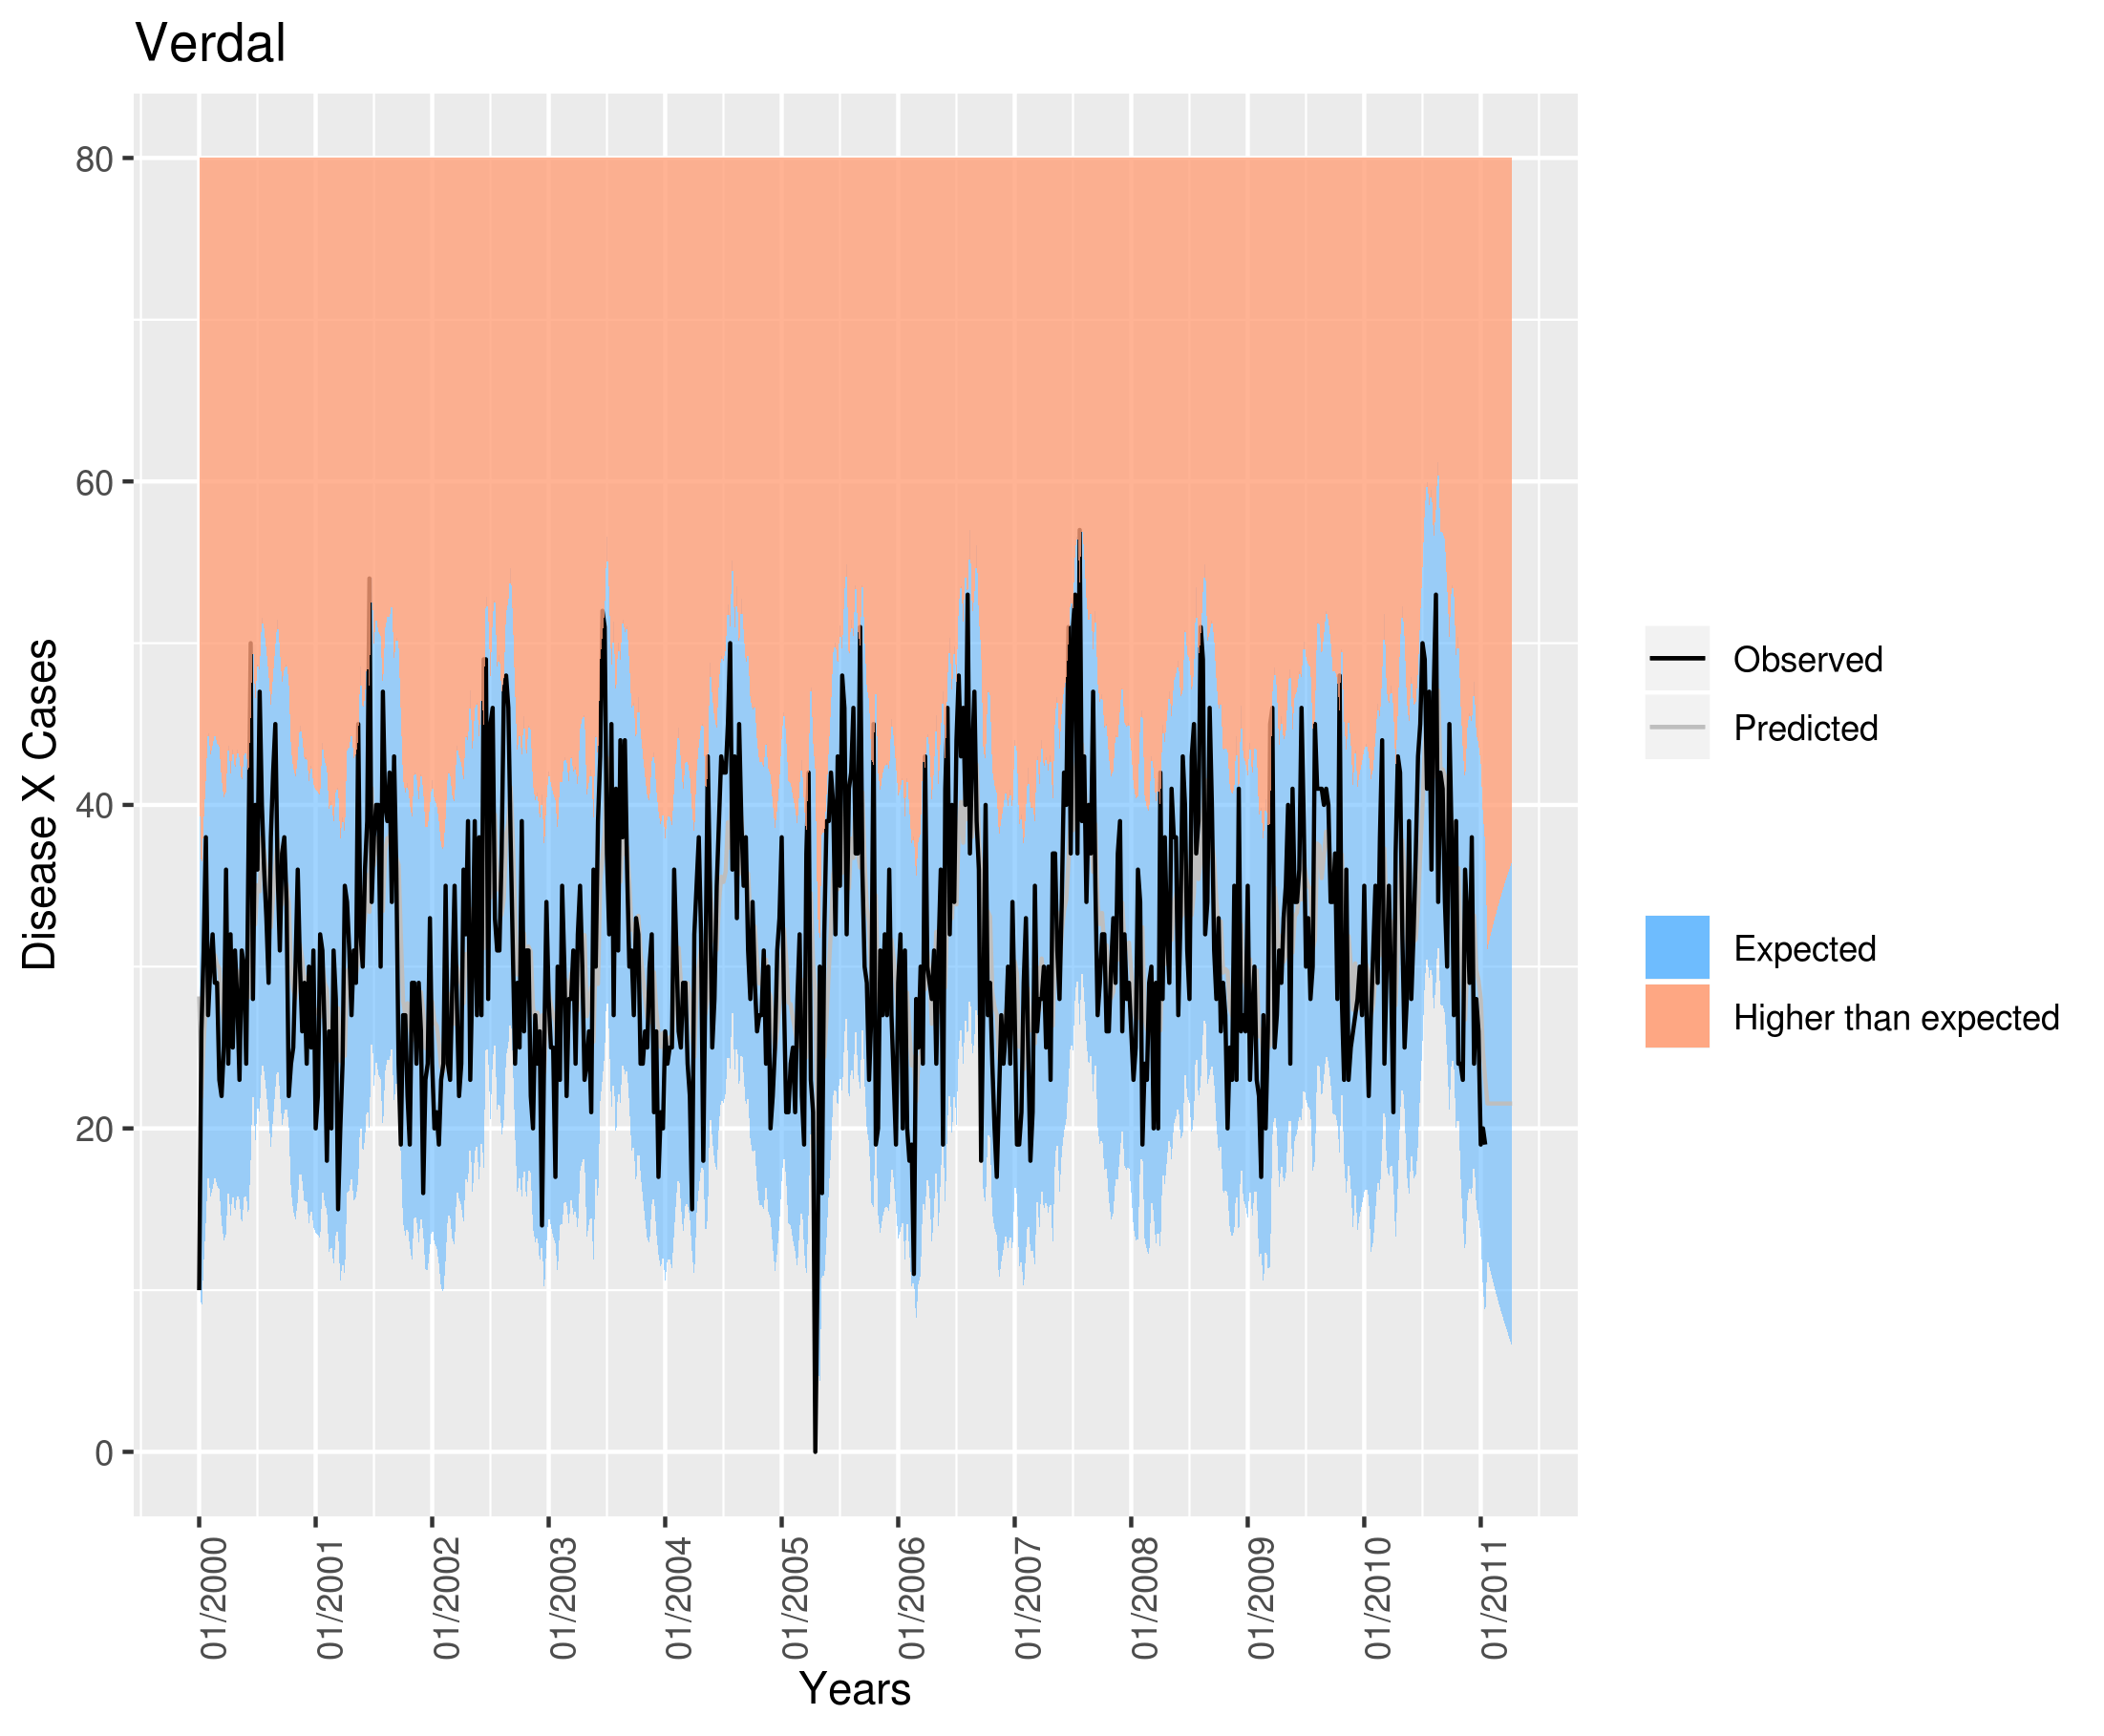 Verdal
Disease X Cases
80
60
40
20
0
01/2000
01/2001
01/2002
01/2003
01/2004
01/2005
01/2006
01/2007
01/2008
01/2009
01/2010
01/2011
Years
Observed
Predicted
Expected
Higher than expected